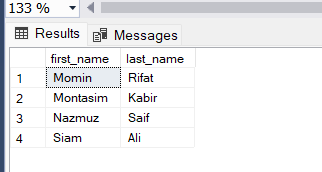 133 %
Results Messages
first_name last_name
1 Momin Rifat
2 Montasim Kabir
3 Nazmuz Saif
4 Siam Ali